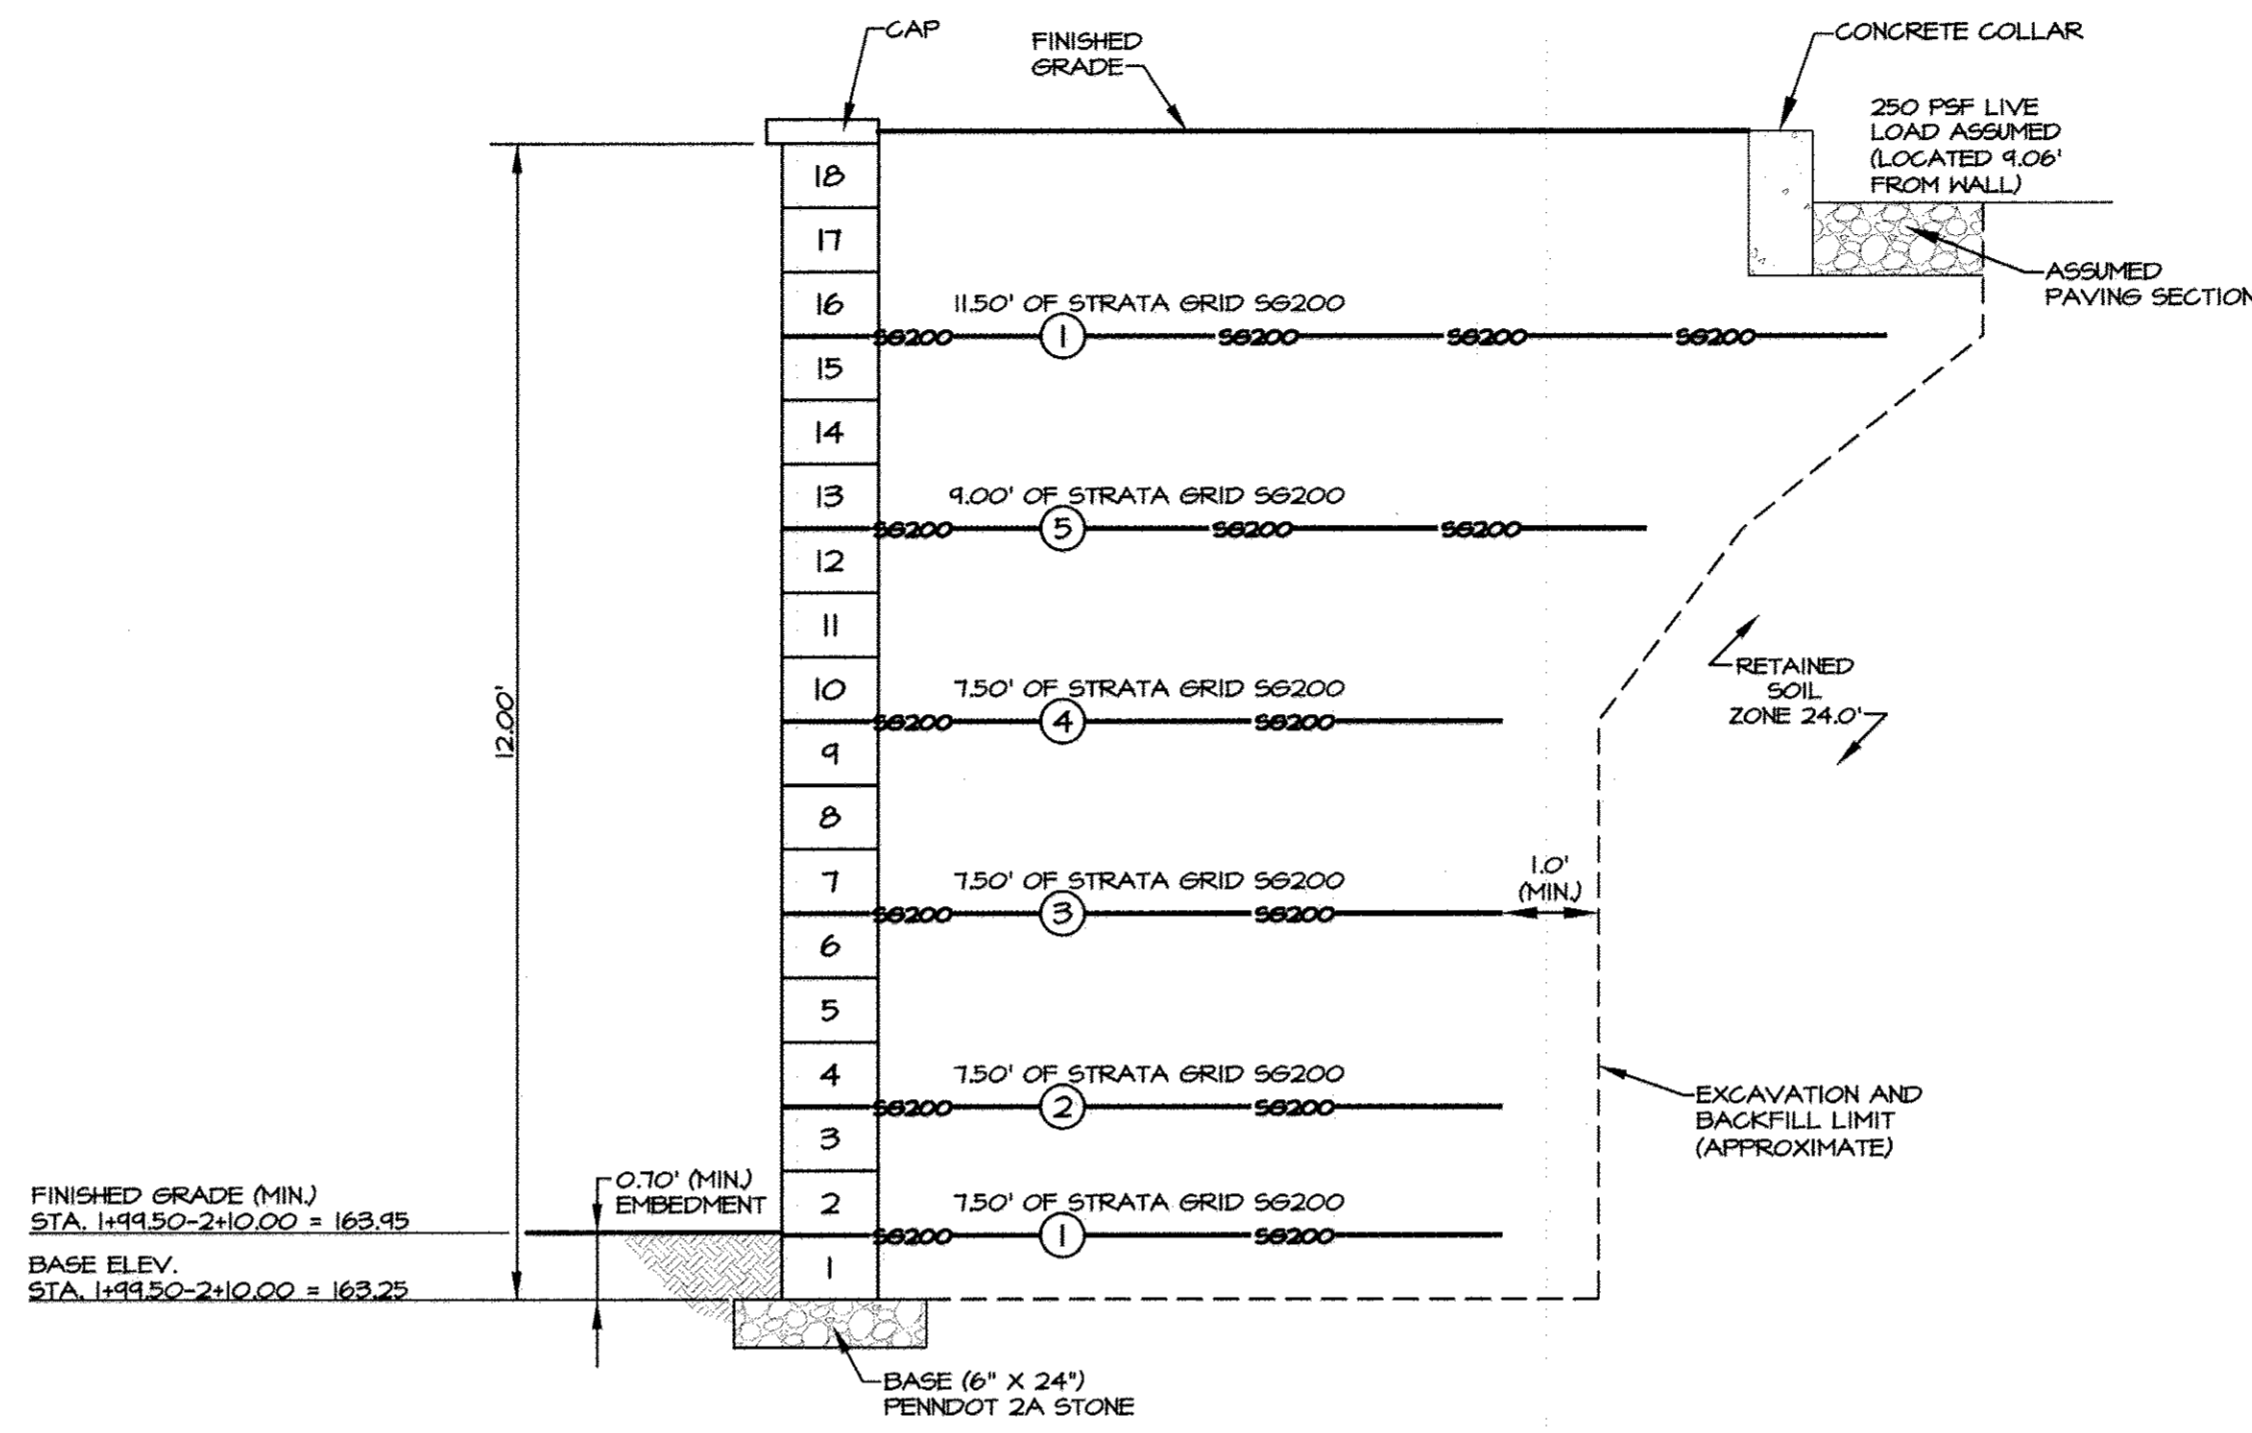 CAP
FINISHED
GRADE
CONCRETE COLLAR
250 PSF LIVE
LOAD ASSUMED
(LOCATED 9.06'
FROM WALL)
ASSUMED
PAVING SECTION
18
17
16
11.50' OF STRATA GRID SG200
SG200 1 SG200 SG200 SG200
15
14
13
9.00' OF STRATA GRID SG200
SG200 5 SG200 SG200
12
11
10
7.50' OF STRATA GRID SG200
SG200 4 SG200
9
8
7
7.50' OF STRATA GRID SG200
SG200 3 SG200
6
5
4
7.50' OF STRATA GRID SG200
SG200 2 SG200
3
2
7.50' OF STRATA GRID SG200
SG200 1 SG200
1
12.00'
RETAINED
SOIL
ZONE 24.0'
1.0'
(MIN.)
EXCAVATION AND
BACKFILL LIMIT
(APPROXIMATE)
0.70' (MIN.)
EMBEDMENT
FINISHED GRADE (MIN.)
STA. 1+99.50-2+10.00 = 163.95
BASE ELEV.
STA. 1+99.50-2+10.00 = 163.25
BASE (6" X 24")
PENNDOT 2A STONE